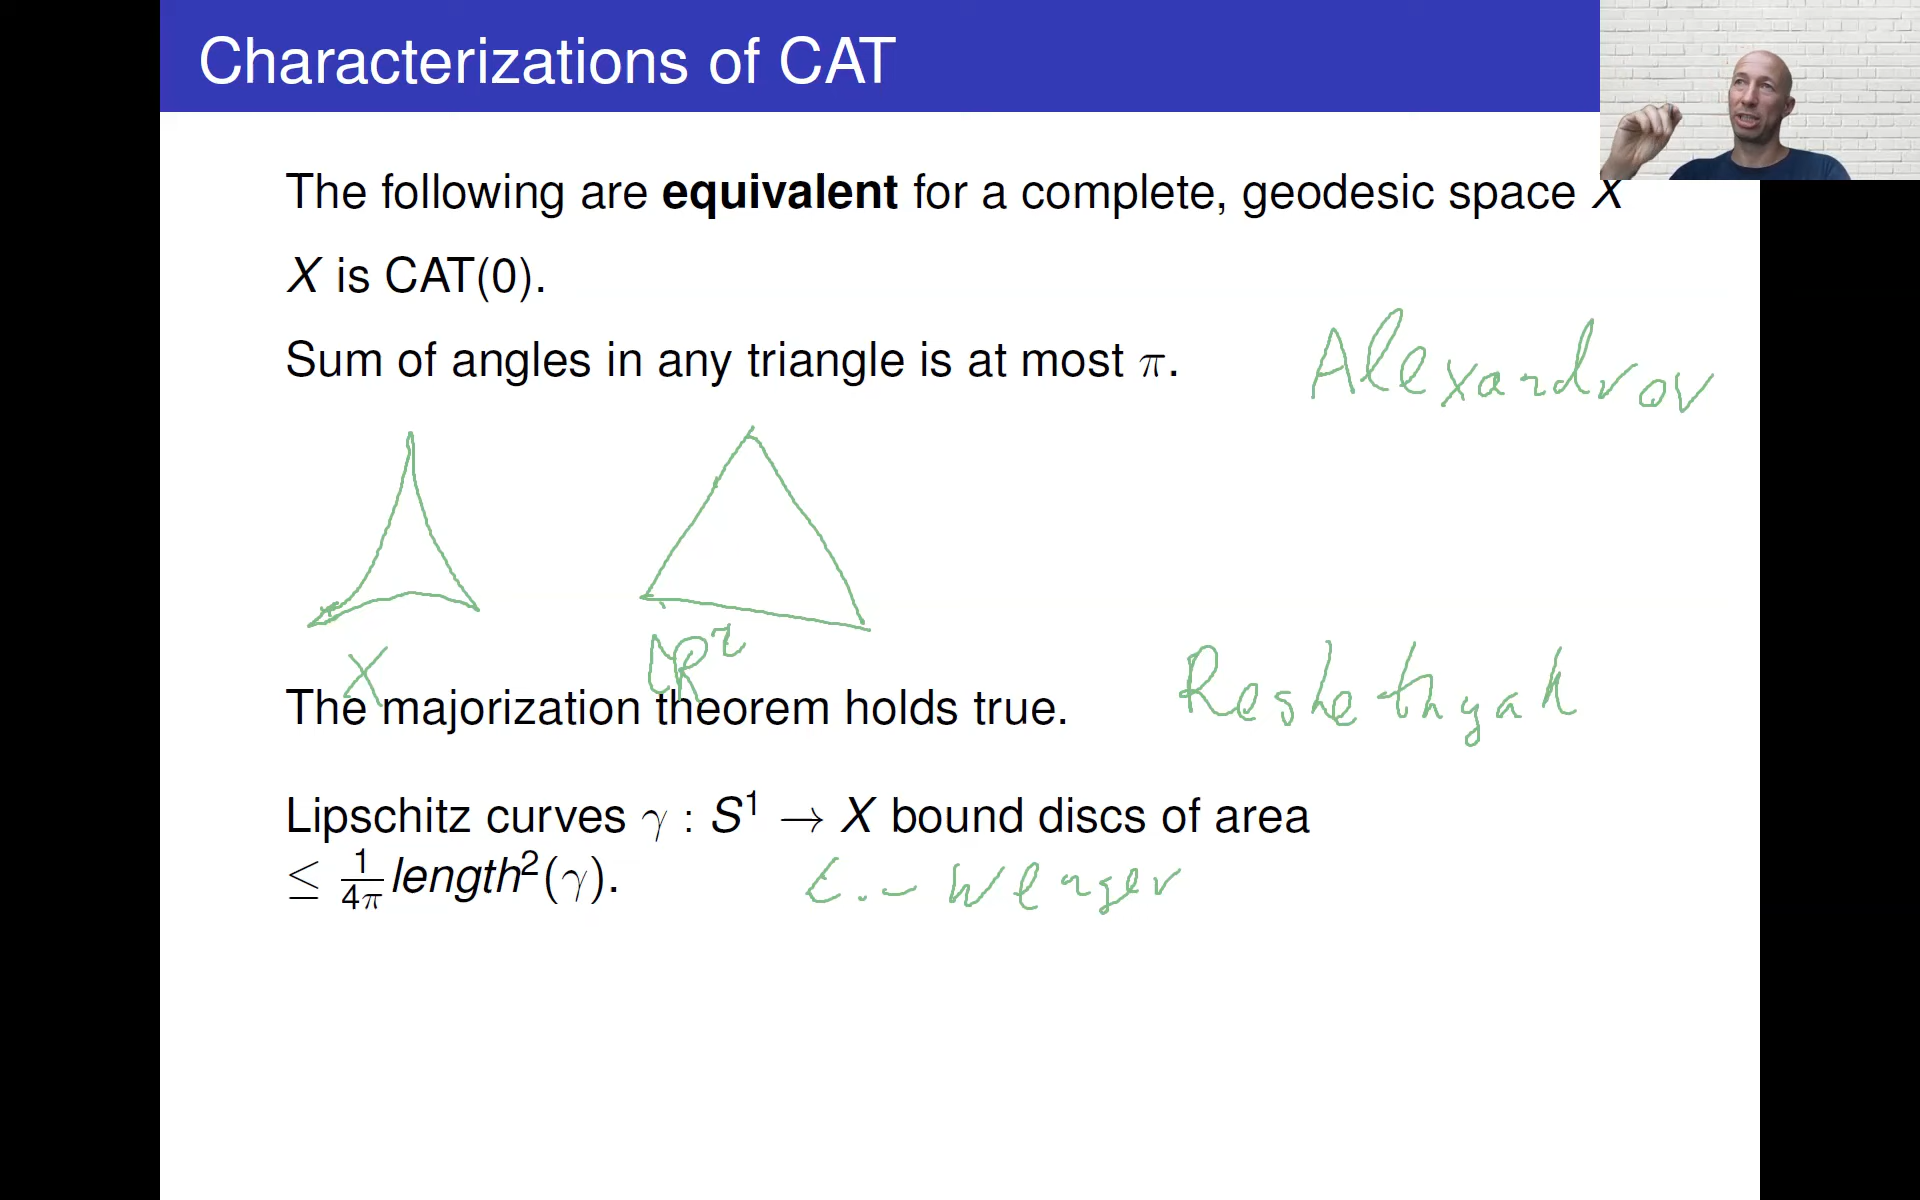 Characterizations of CAT
The following are equivalent for a complete, geodesic space X
X is CAT(0).
Sum of angles in any triangle is at most π.
Alexandrov
X
ℝ²
The majorization theorem holds true.
Reshethyak
Lipschitz curves γ : S¹ → X bound discs of area
≤ 1/4π length²(γ).
L.-Wenger